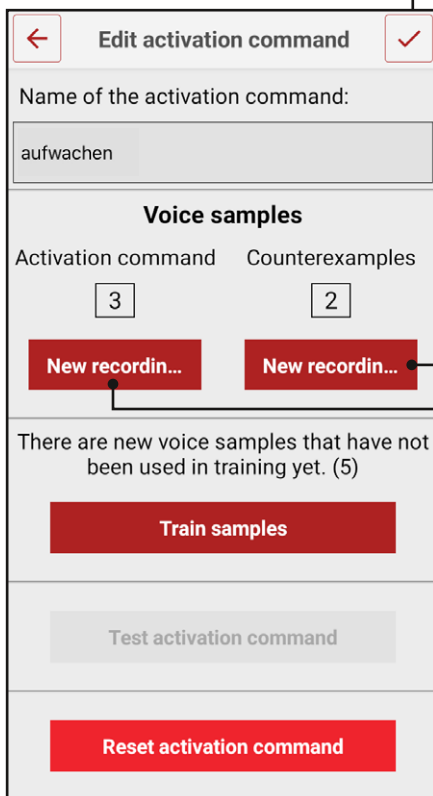 Edit activation command
Name of the activation command:
aufwachen
Voice samples
Activation command
Counterexamples
3
2
New recordin...
New recordin...
There are new voice samples that have not
been used in training yet. (5)
Train samples
Test activation command
Reset activation command